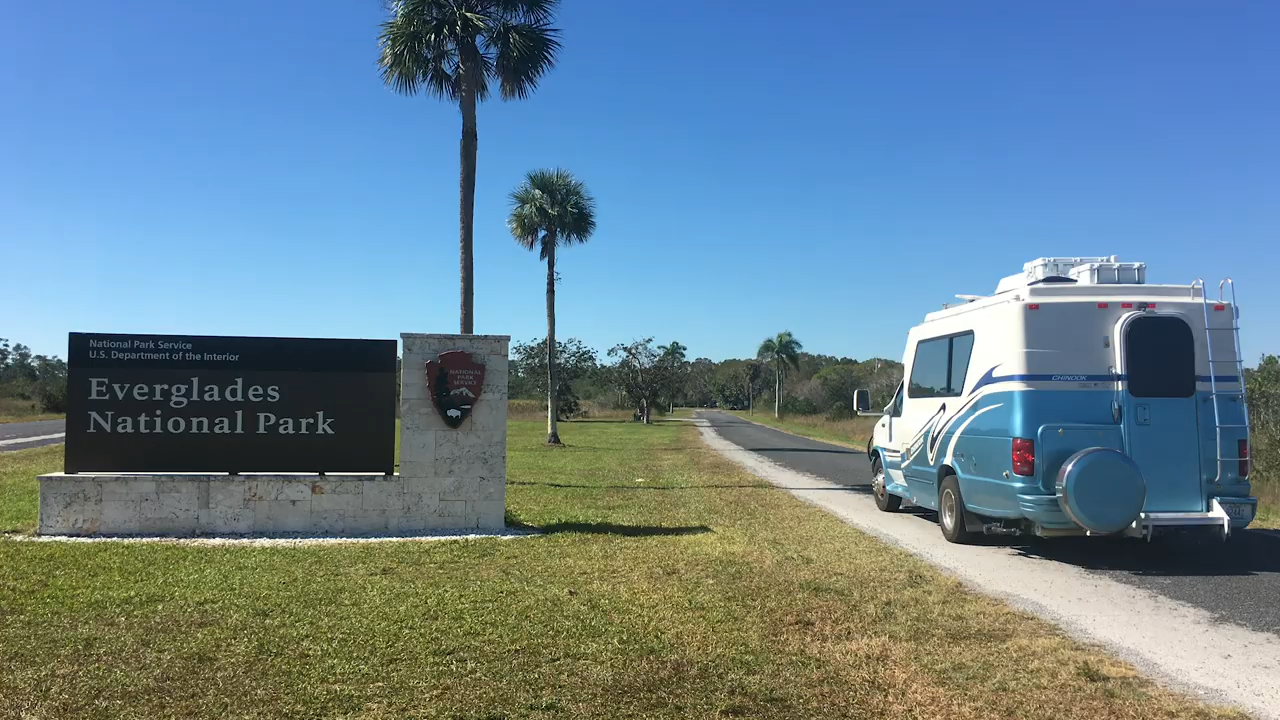 National Park Service
U.S. Department of the Interior
Everglades
National Park
NATIONAL
PARK
SERVICE
CHINOOK